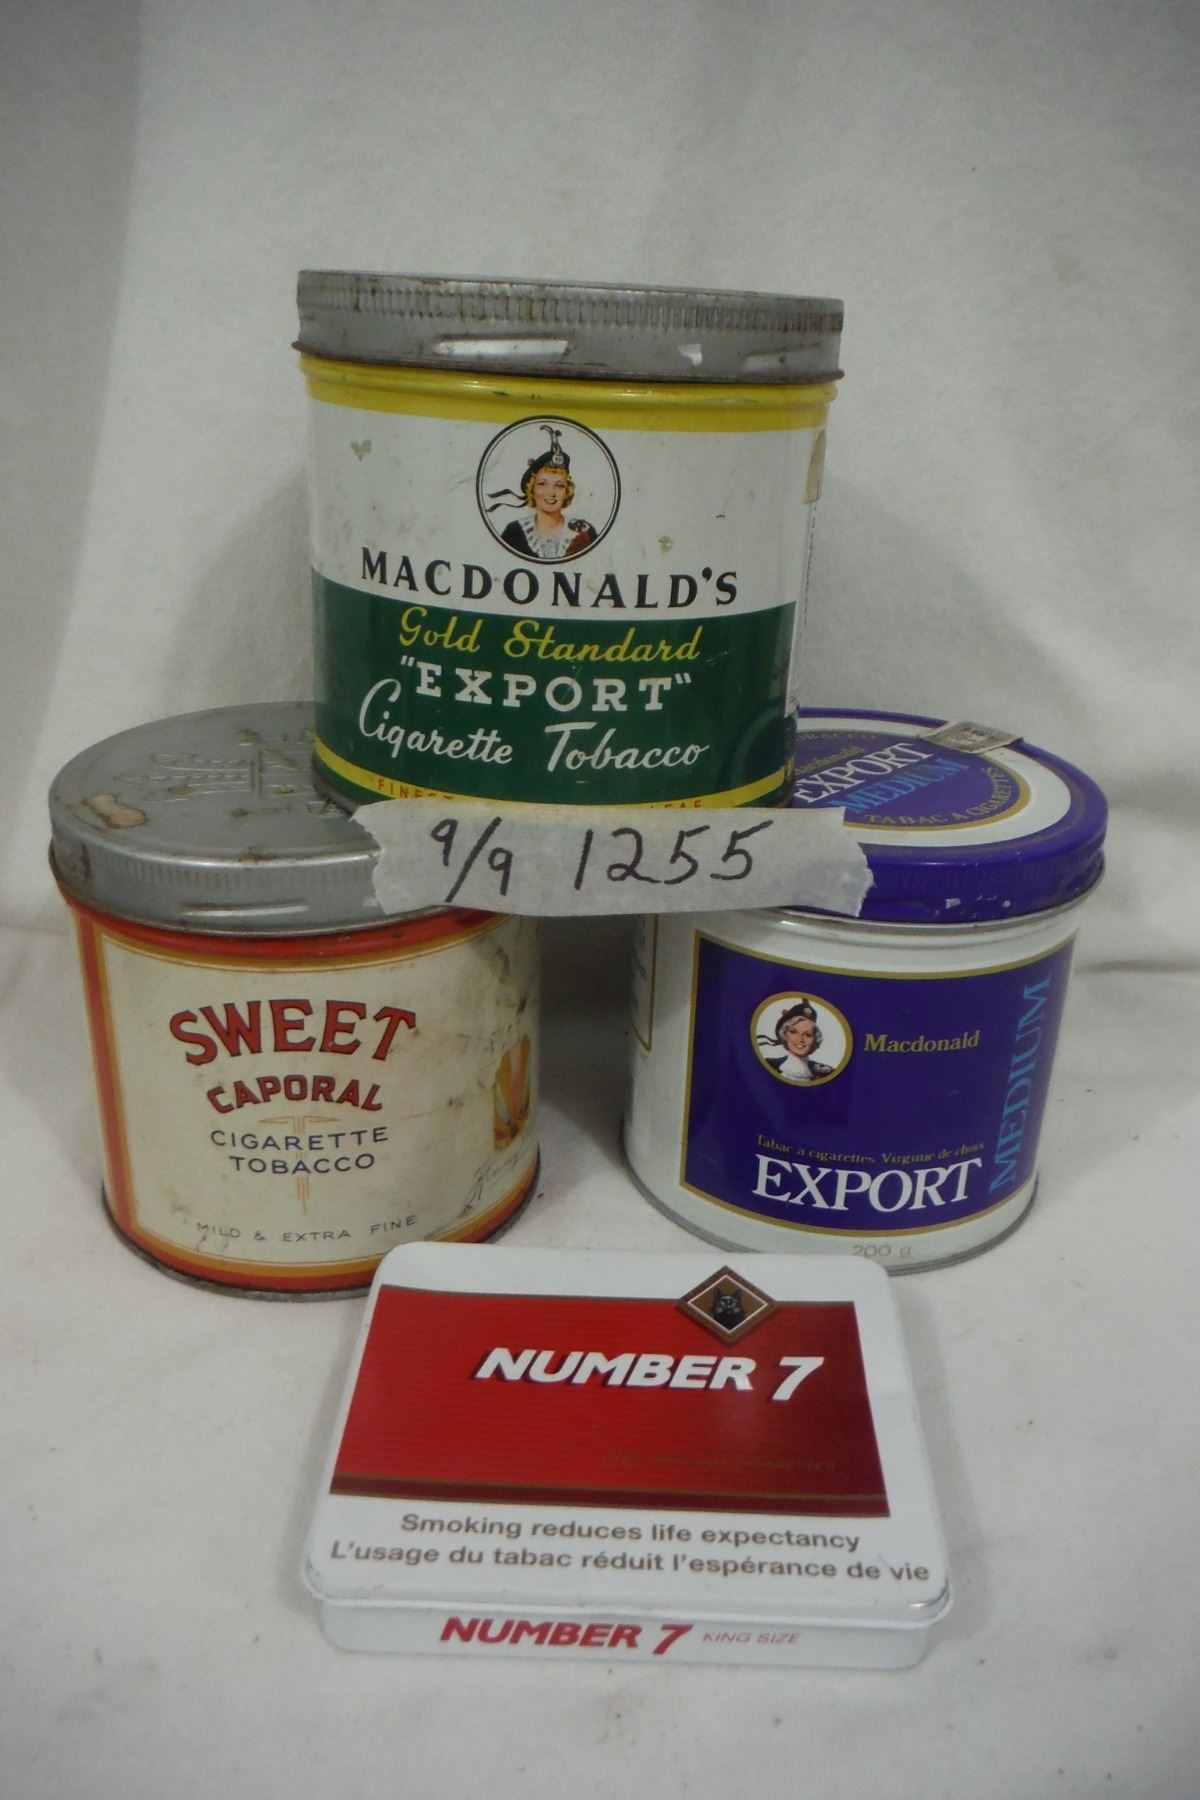 MACDONALD'S
Gold Standard
"EXPORT"
Cigarette Tobacco
9/9 1255
EXPORT
MEDIUM
TABAC A CIGARETTES
SWEET
CAPORAL
CIGARETTE
TOBACCO
MILD & EXTRA FINE
Macdonald
MEDIUM
Tabac a cigarettes Virginie de choix
EXPORT
200 g
NUMBER 7
Smoking reduces life expectancy
L'usage du tabac réduit l'espérance de vie
NUMBER 7 KING SIZE